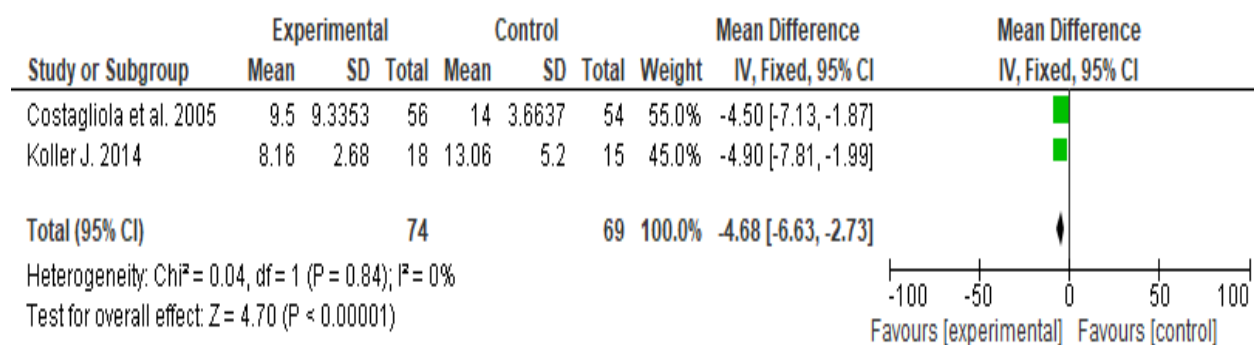 Experimental Control Mean Difference Mean Difference
Study or Subgroup Mean SD Total Mean SD Total Weight IV, Fixed, 95% CI IV, Fixed, 95% CI
Costagliola et al. 2005 9.5 9.3353 56 14 3.6637 54 55.0% -4.50 [-7.13, -1.87]
Koller J. 2014 8.16 2.68 18 13.06 5.2 15 45.0% -4.90 [-7.81, -1.99]
Total (95% CI) 74 69 100.0% -4.68 [-6.63, -2.73]
Heterogeneity: Chi² = 0.04, df = 1 (P = 0.84); I² = 0%
Test for overall effect: Z = 4.70 (P < 0.00001)
-100 -50 0 50 100
Favours [experimental] Favours [control]